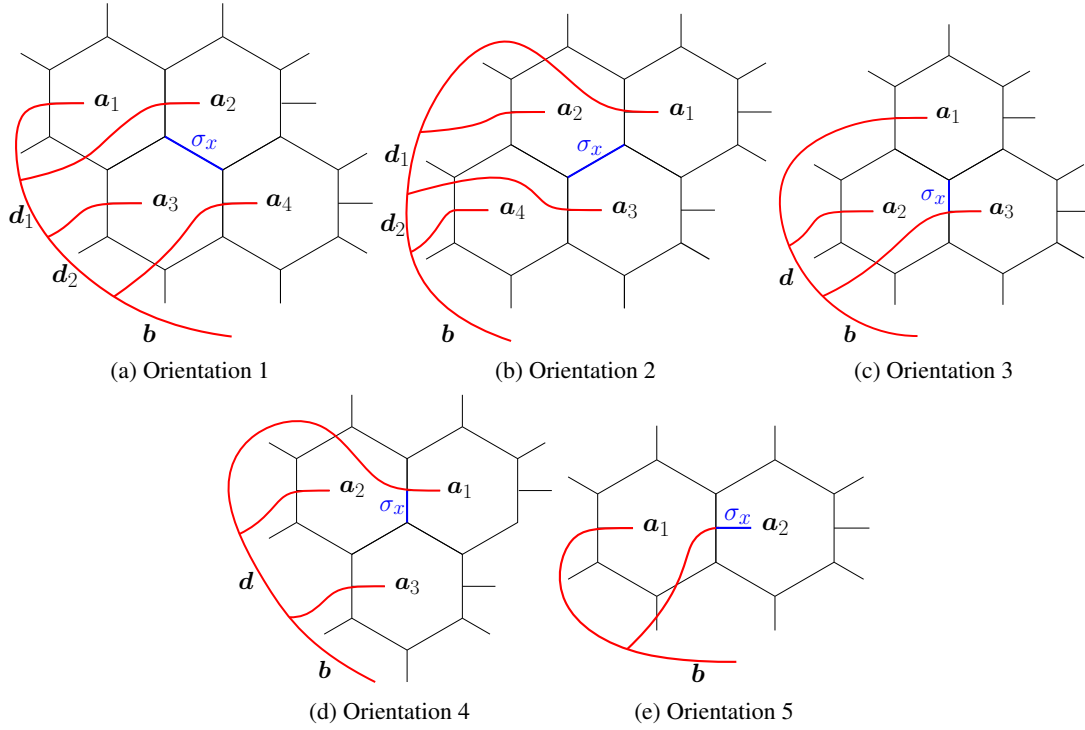 a₁ a₂ σₓ a₃ a₄ d₁ d₂ b
(a) Orientation 1
a₂ a₁ d₁ σₓ a₄ a₃ d₂ b
(b) Orientation 2
a₁ σₓ a₂ a₃ d b
(c) Orientation 3
a₂ a₁ σₓ d a₃ b
(d) Orientation 4
σₓ a₁ a₂ b
(e) Orientation 5